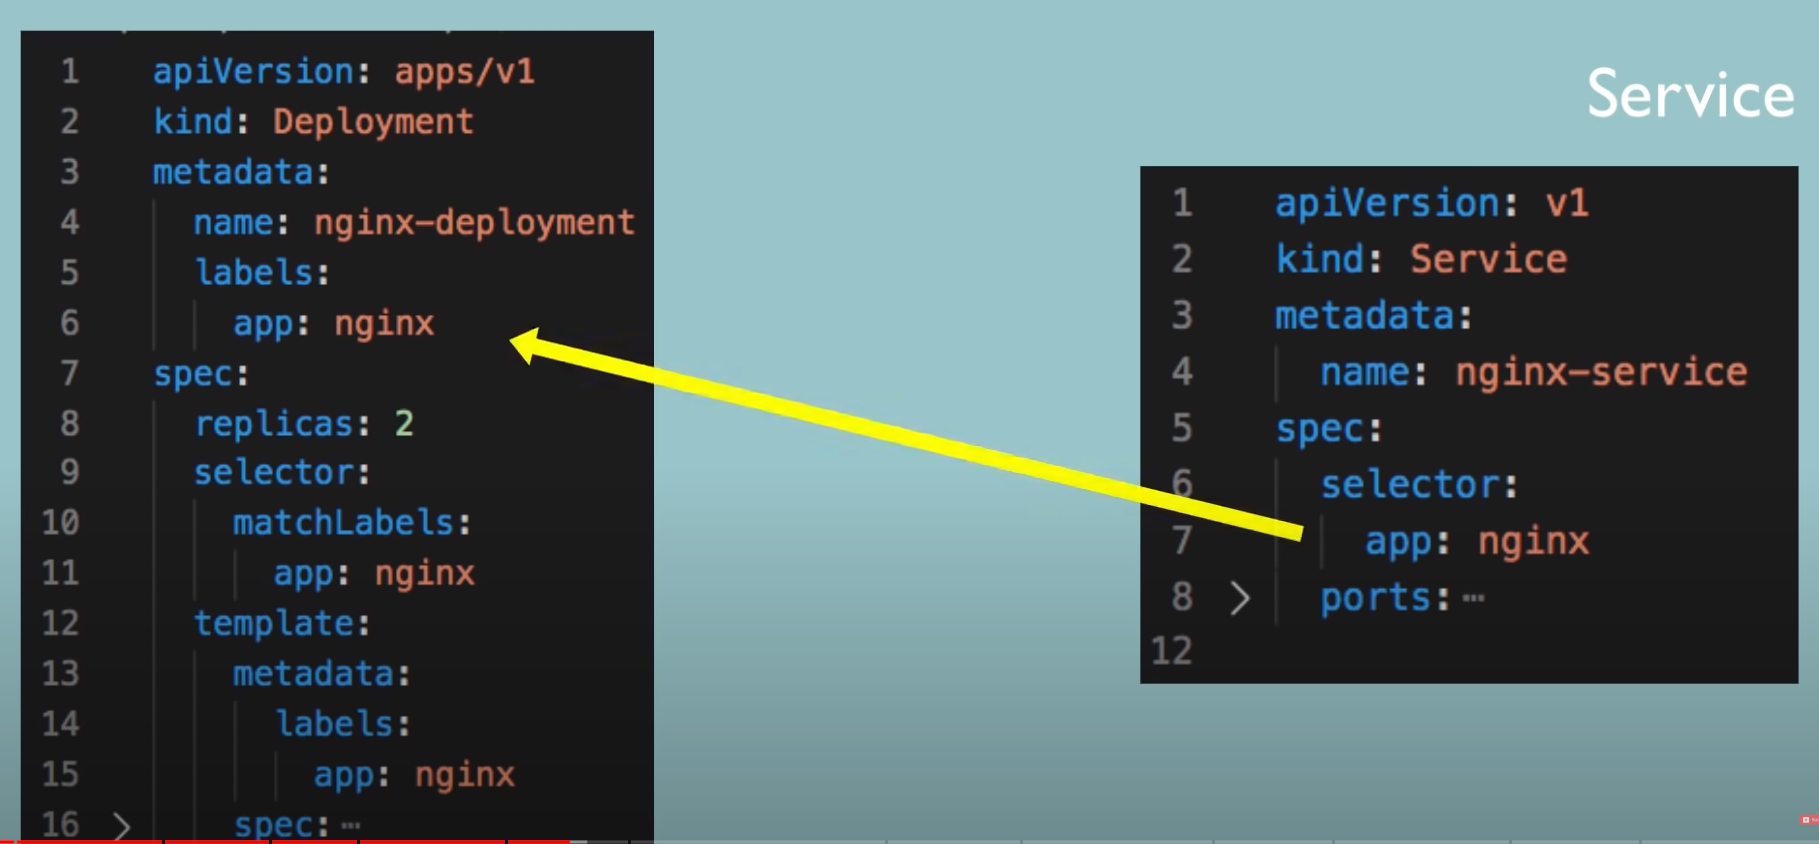 Service
1 apiVersion: apps/v1
2 kind: Deployment
3 metadata:
4 name: nginx-deployment
5 labels:
6 app: nginx
7 spec:
8 replicas: 2
9 selector:
10 matchLabels:
11 app: nginx
12 template:
13 metadata:
14 labels:
15 app: nginx
16 > spec:⋯
1 apiVersion: v1
2 kind: Service
3 metadata:
4 name: nginx-service
5 spec:
6 selector:
7 app: nginx
8 > ports:⋯
12